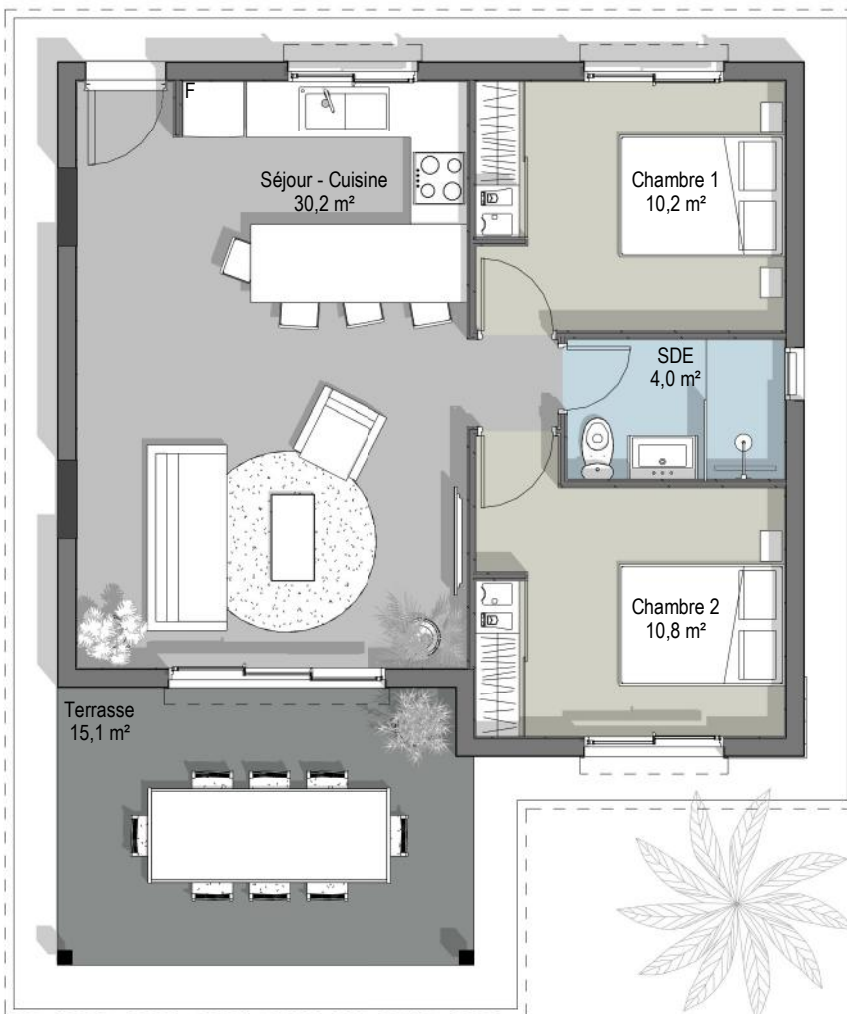 F
Séjour - Cuisine
30,2 m²
Chambre 1
10,2 m²
SDE
4,0 m²
Chambre 2
10,8 m²
Terrasse
15,1 m²